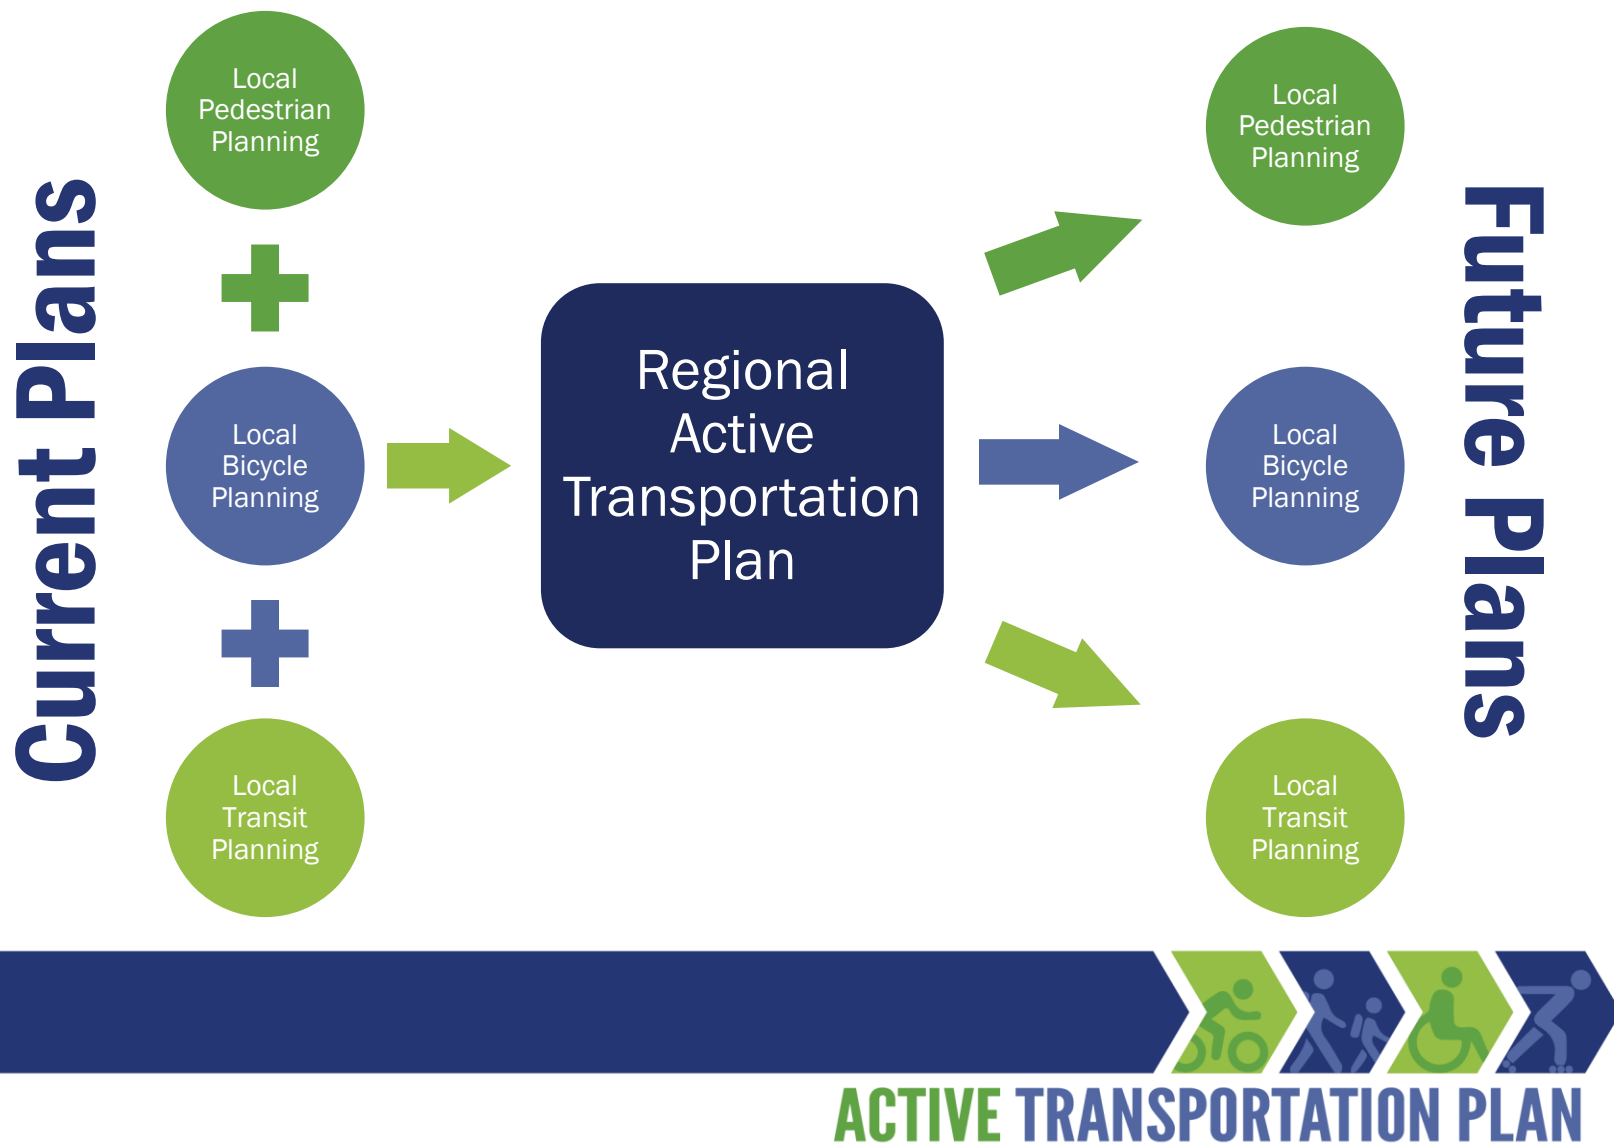 Current Plans
Local
Pedestrian
Planning
Local
Bicycle
Planning
Local
Transit
Planning
Regional
Active
Transportation
Plan
Local
Pedestrian
Planning
Local
Bicycle
Planning
Local
Transit
Planning
Future Plans
ACTIVE TRANSPORTATION PLAN